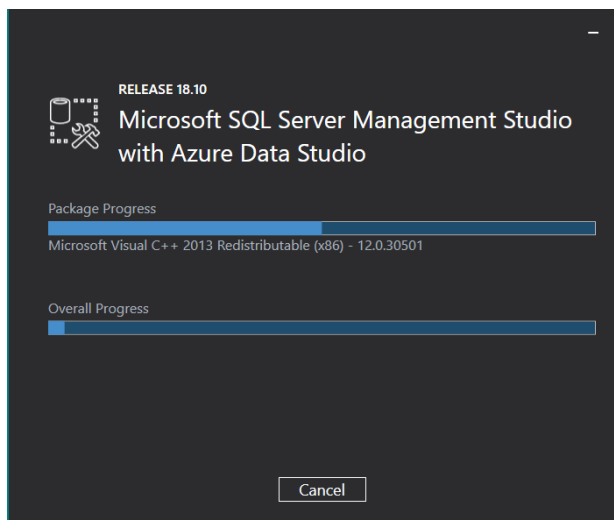 RELEASE 18.10
Microsoft SQL Server Management Studio
with Azure Data Studio
Package Progress
Microsoft Visual C++ 2013 Redistributable (x86) - 12.0.30501
Overall Progress
Cancel